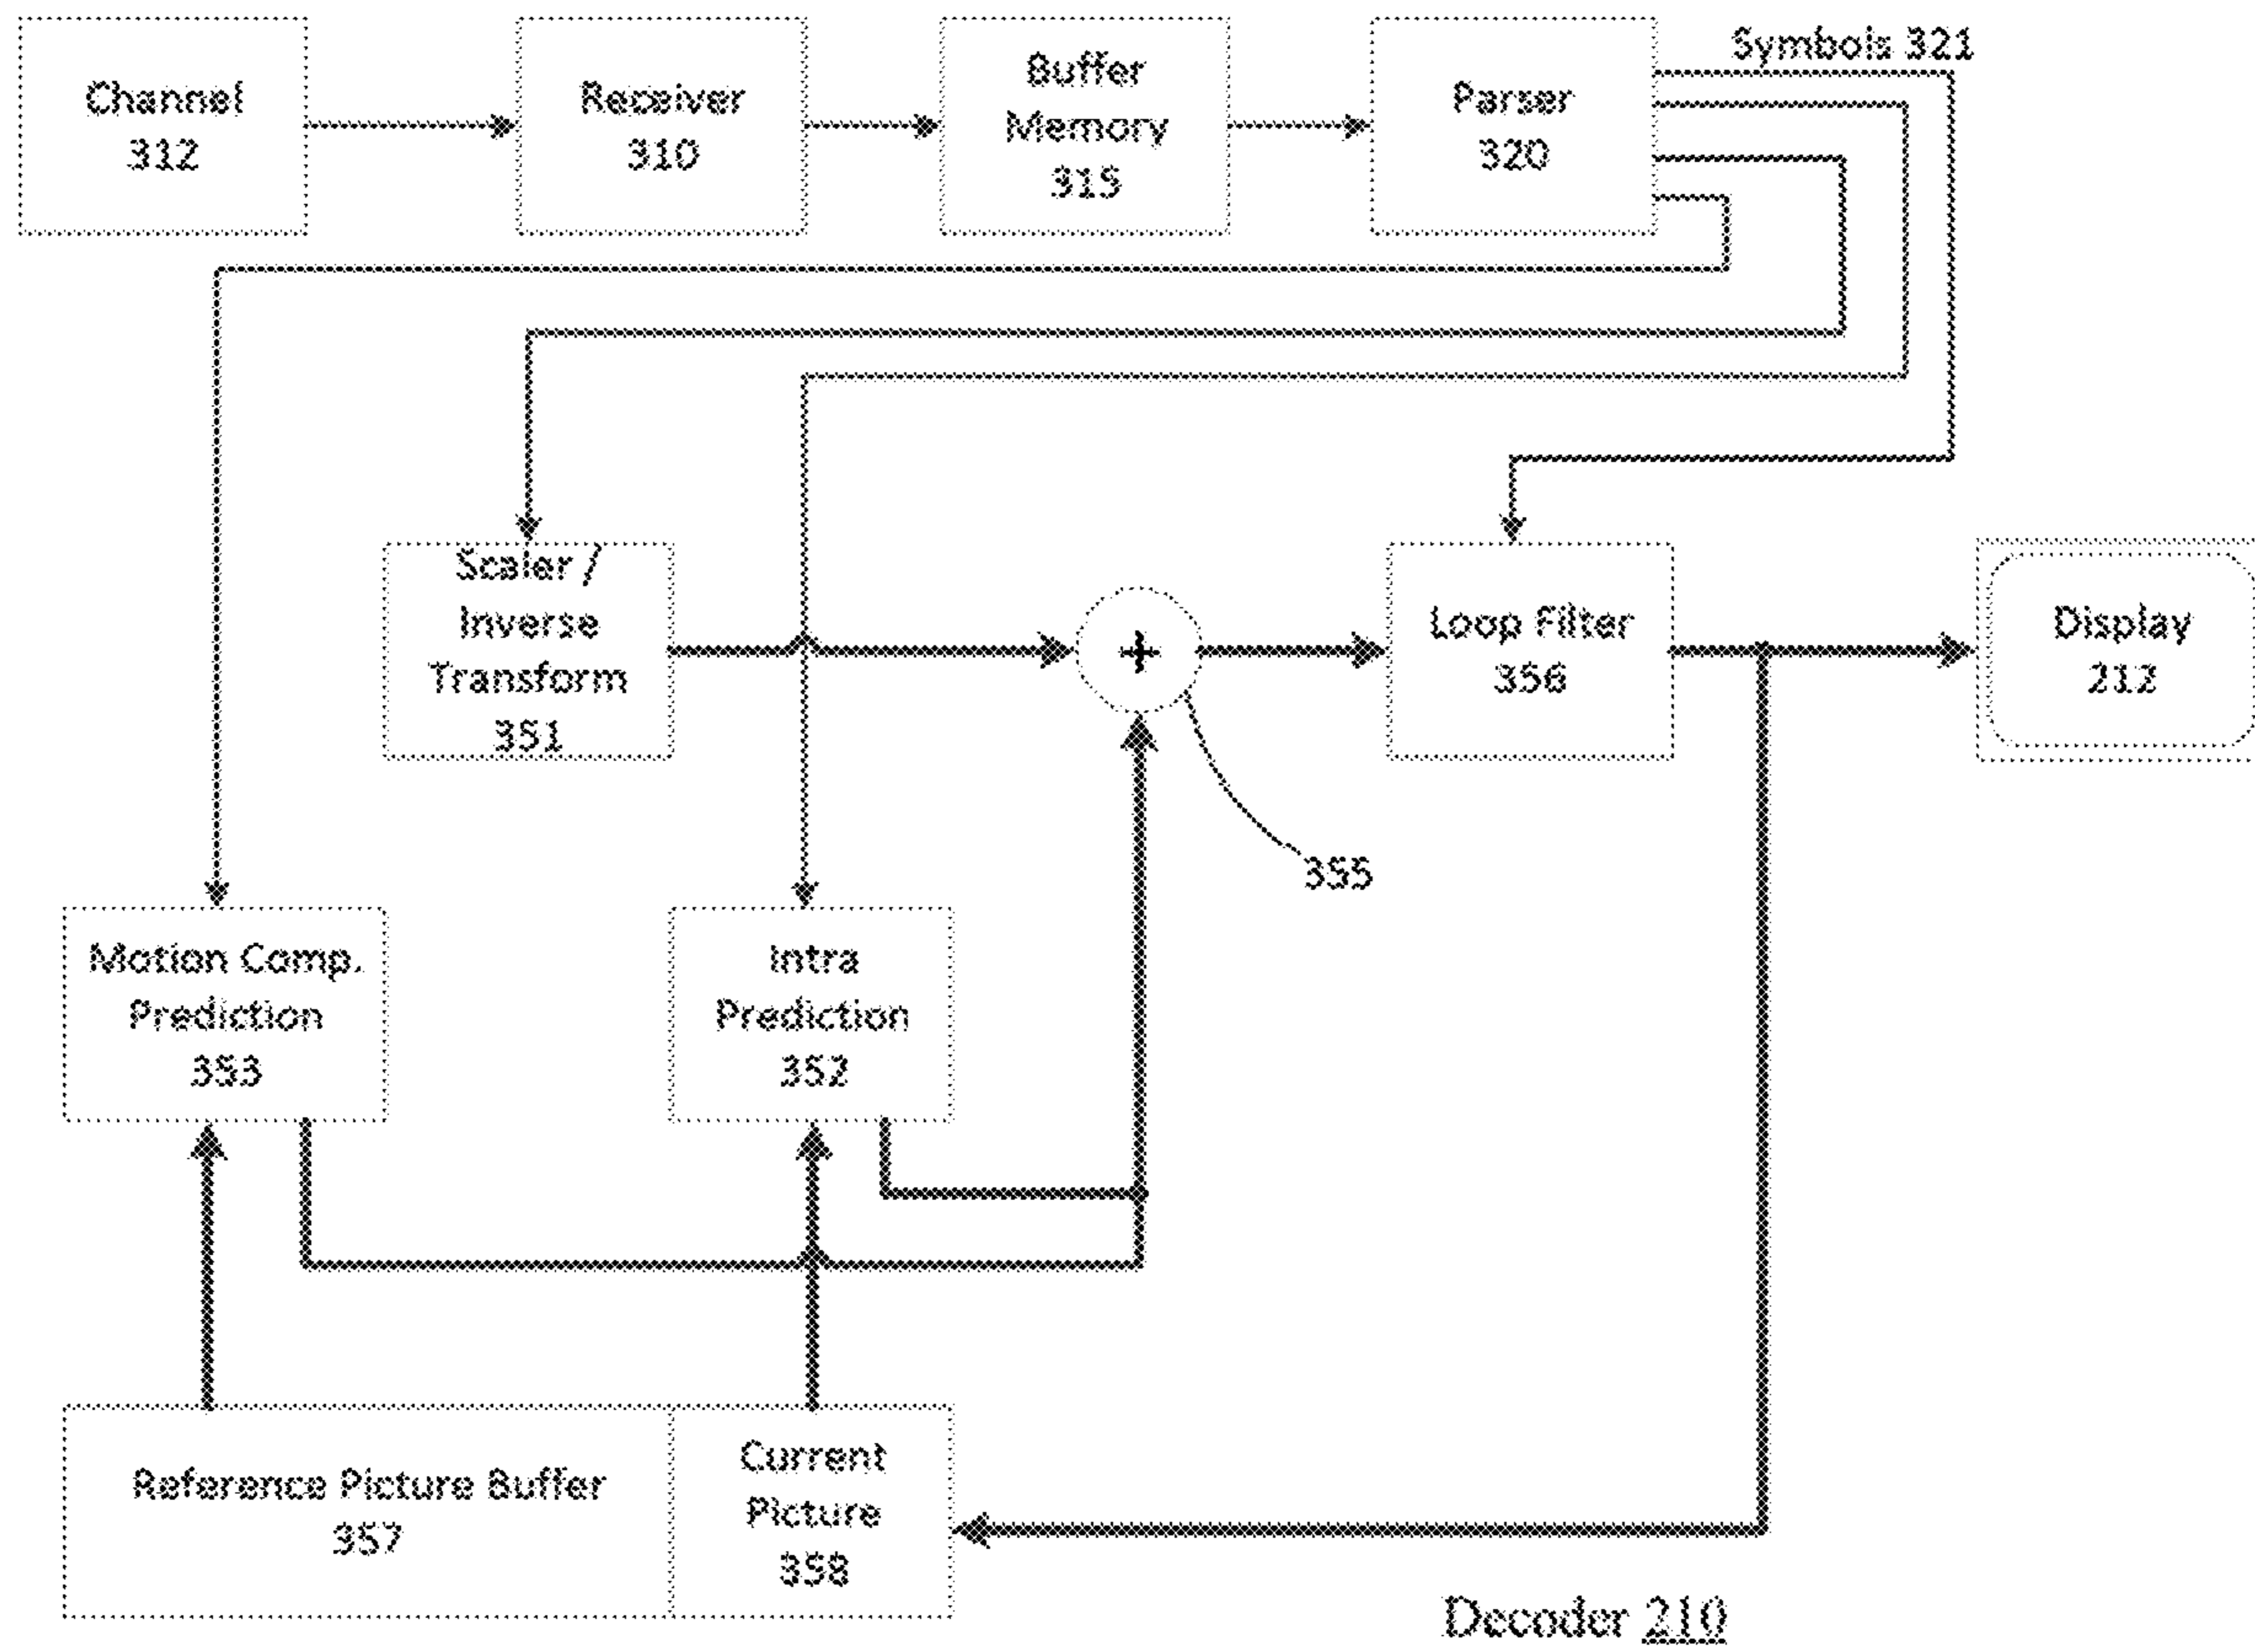 Channel
312
Receiver
310
Buffer
Memory
315
Parser
320
Symbols 321
Scaler /
Inverse
Transform
351
+
Loop Filter
356
Display
212
355
Motion Comp.
Prediction
353
Intra
Prediction
352
Reference Picture Buffer
357
Current
Picture
358
Decoder 210